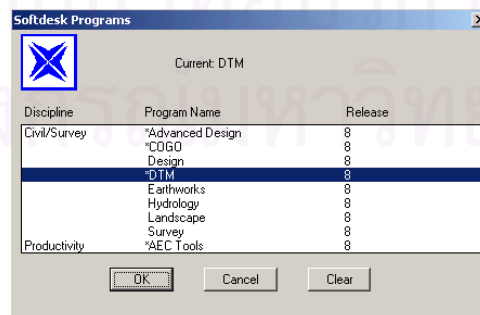 Softdesk Programs
Current: DTM
Discipline Program Name Release
Civil/Survey *Advanced Design 8
*COGO 8
Design 8
*DTM 8
Earthworks 8
Hydrology 8
Landscape 8
Survey 8
Productivity *AEC Tools 8
OK Cancel Clear